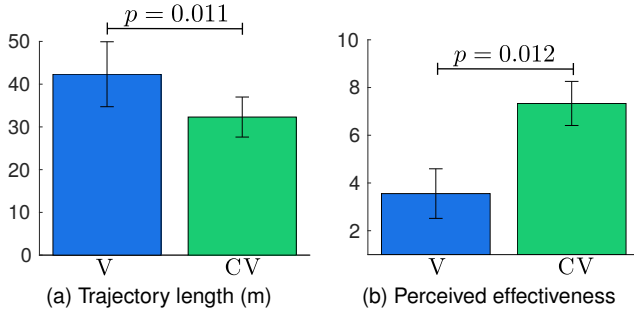 p = 0.011
50
40
30
20
10
0
V
CV
(a) Trajectory length (m)
p = 0.012
10
8
6
4
2
V
CV
(b) Perceived effectiveness